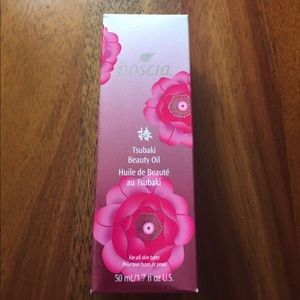 boscia
椿
Tsubaki
Beauty Oil
Huile de Beauté
au Tsubaki
For all skin types
Pour tous types de peau
50 mL/1.7 fl oz U.S.